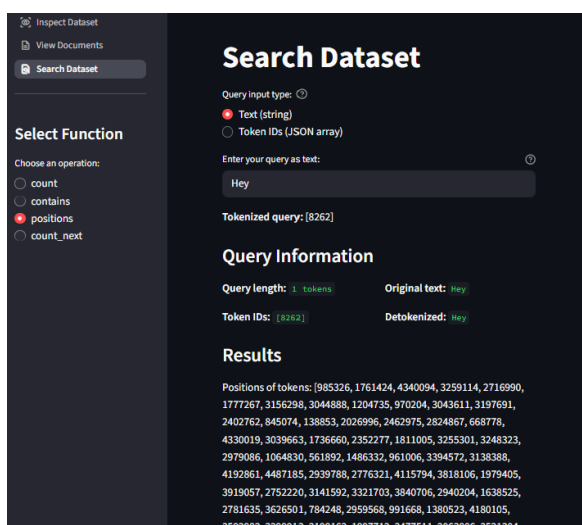 Inspect Dataset
View Documents
Search Dataset
Select Function
Choose an operation:
count
contains
positions
count_next
Search Dataset
Query input type:
Text (string)
Token IDs (JSON array)
Enter your query as text:
Hey
Tokenized query: [8262]
Query Information
Query length: 1 tokens
Original text: Hey
Token IDs: [8262]
Detokenized: Hey
Results
Positions of tokens: [985326, 1761424, 4340094, 3259114, 2716990,
1777267, 3156298, 3044888, 1204735, 970204, 3043611, 3197691,
2402762, 845074, 138853, 2026996, 2462975, 2824867, 668778,
4330019, 3039663, 1736660, 2352277, 1811005, 3255301, 3248323,
2979086, 1064830, 561892, 1486332, 961006, 3394572, 3138388,
4192861, 4487185, 2939788, 2776321, 4115794, 3818106, 1979405,
3919057, 2752220, 3141592, 3321703, 3840706, 2940204, 1638525,
2781635, 3626501, 784248, 2959568, 991668, 1380523, 4180105,